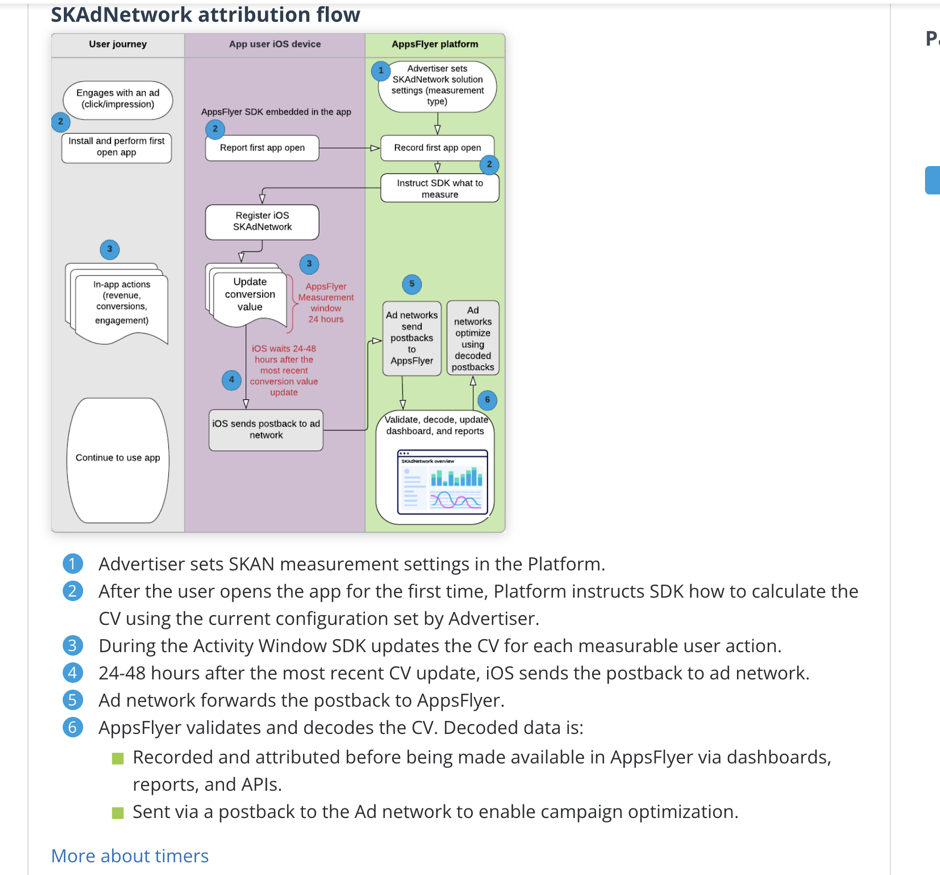 SKAdNetwork attribution flow
User journey
App user iOS device
AppsFlyer platform
1
Advertiser sets
SKAdNetwork solution
settings (measurement
type)
Engages with an ad
(click/impression)
2
Install and perform first
open app
AppsFlyer SDK embedded in the app
2
Report first app open
Record first app open
2
Instruct SDK what to
measure
Register iOS
SKAdNetwork
3
In-app actions
(revenue,
conversions,
engagement)
Update
conversion
value
3
AppsFlyer
Measurement
window
24 hours
iOS waits 24-48
hours after the
most recent
conversion value
update
4
iOS sends postback to ad
network
5
Ad networks
send
postbacks
to
AppsFlyer
Ad
networks
optimize
using
decoded
postbacks
6
Validate, decode, update
dashboard, and reports
SKAdNetwork overview
Continue to use app
1 Advertiser sets SKAN measurement settings in the Platform.
2 After the user opens the app for the first time, Platform instructs SDK how to calculate the
CV using the current configuration set by Advertiser.
3 During the Activity Window SDK updates the CV for each measurable user action.
4 24-48 hours after the most recent CV update, iOS sends the postback to ad network.
5 Ad network forwards the postback to AppsFlyer.
6 AppsFlyer validates and decodes the CV. Decoded data is:
Recorded and attributed before being made available in AppsFlyer via dashboards,
reports, and APIs.
Sent via a postback to the Ad network to enable campaign optimization.
More about timers